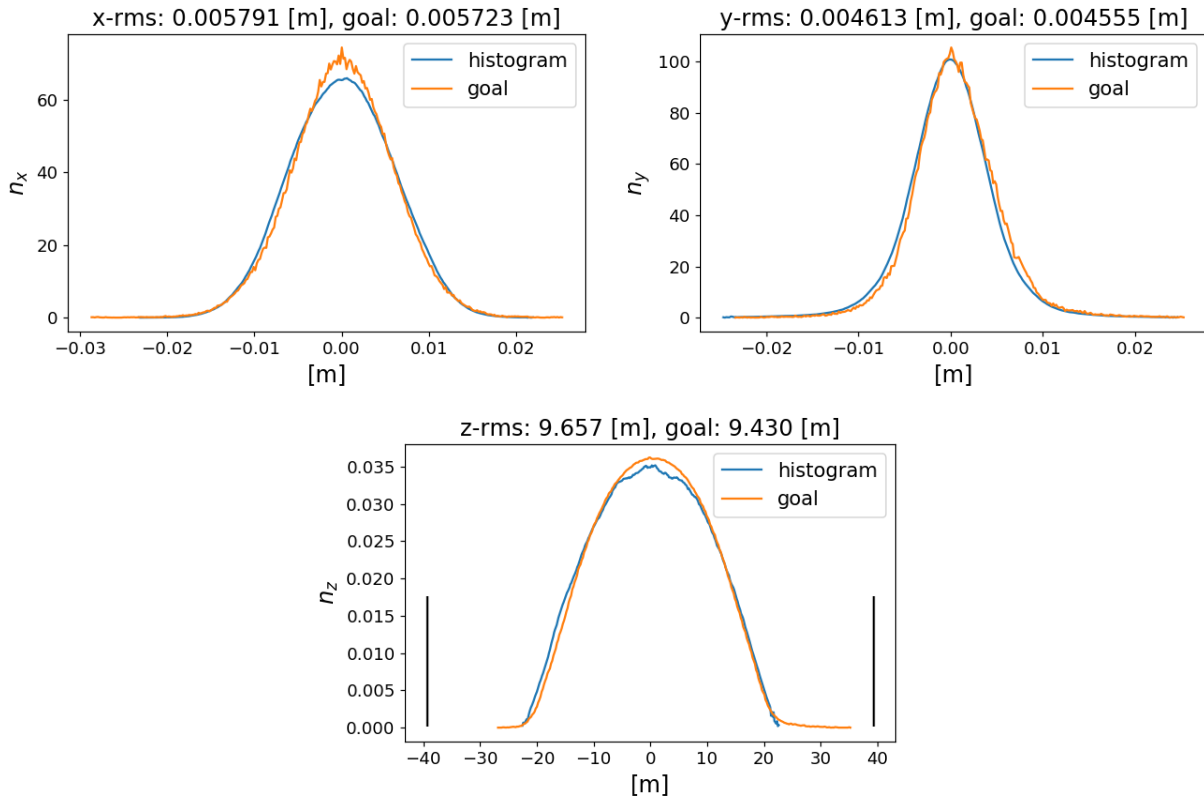 x-rms: 0.005791 [m], goal: 0.005723 [m]
histogram
goal
n_x
60
40
20
0
−0.03 −0.02 −0.01 0.00 0.01 0.02
[m]
y-rms: 0.004613 [m], goal: 0.004555 [m]
histogram
goal
n_y
100
80
60
40
20
0
−0.02 −0.01 0.00 0.01 0.02
[m]
z-rms: 9.657 [m], goal: 9.430 [m]
histogram
goal
n_z
0.035
0.030
0.025
0.020
0.015
0.010
0.005
0.000
−40 −30 −20 −10 0 10 20 30 40
[m]